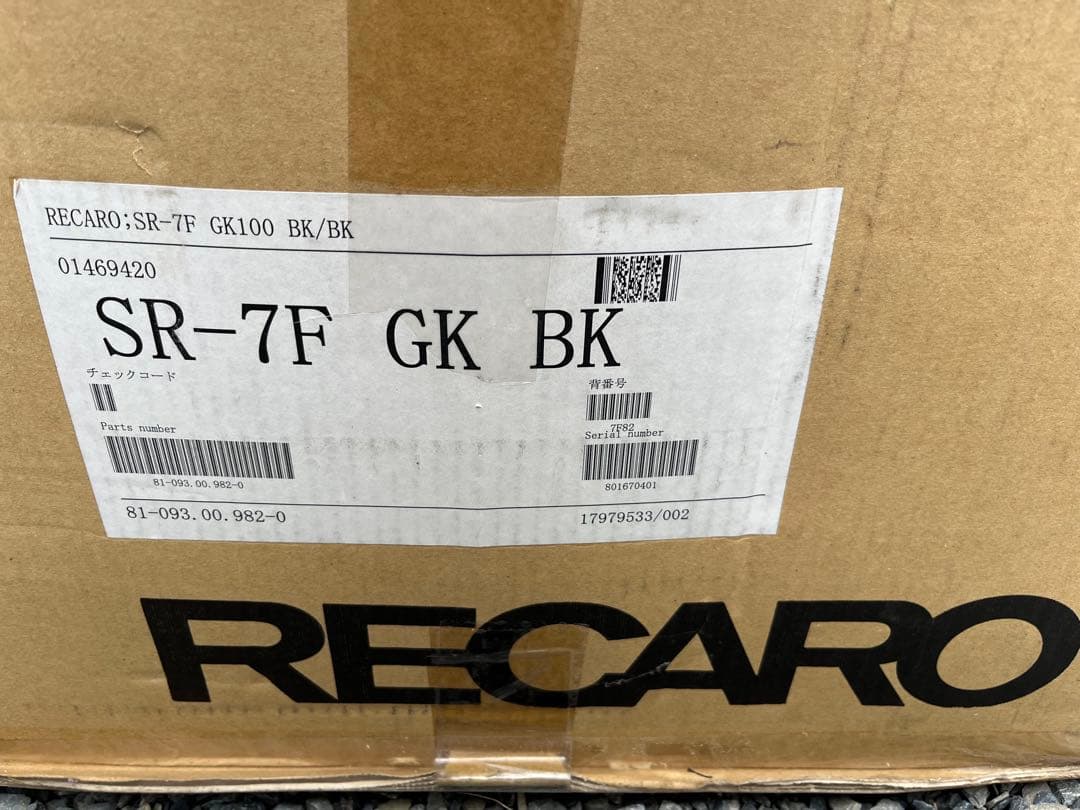 RECARO;SR-7F GK100 BK/BK
01469420
SR-7F GK BK
チェックコード
背番号
7F82
Parts number
Serial number
81-093.00.982-0
801670401
81-093.00.982-0
17979533/002
RECARO